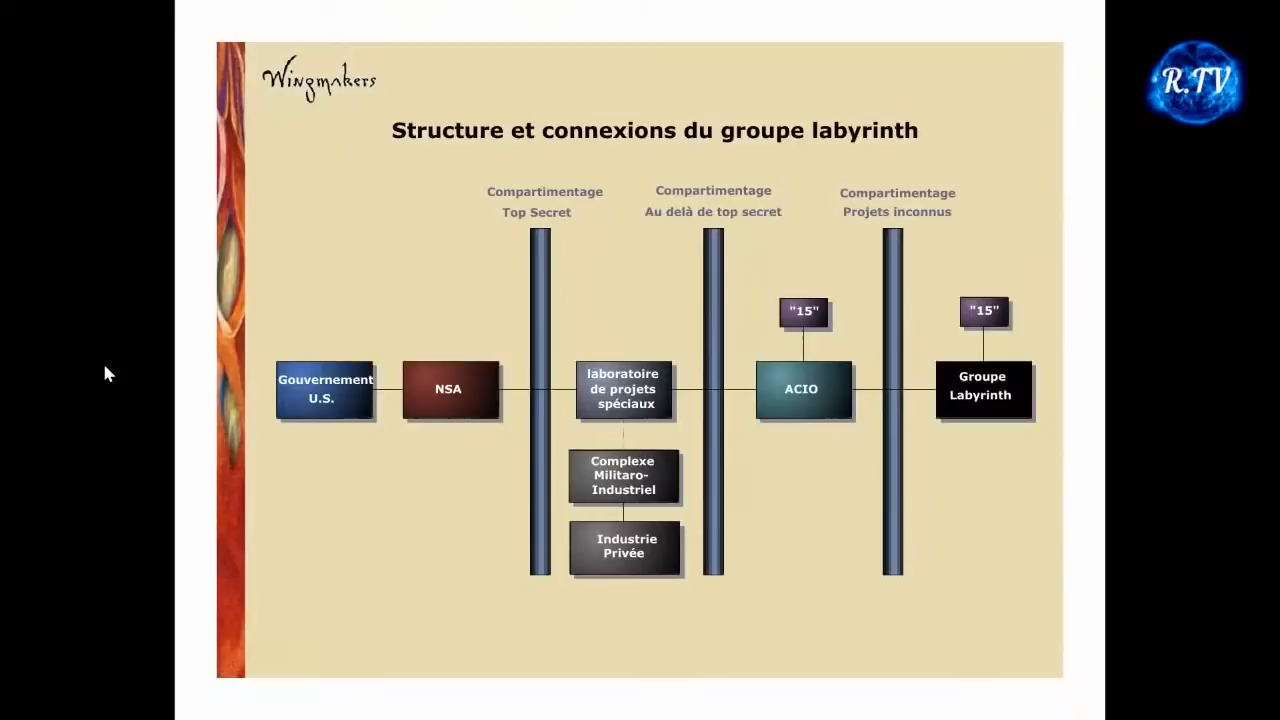 Wingmakers
R.TV
Structure et connexions du groupe labyrinth
Compartimentage
Top Secret
Compartimentage
Au delà de top secret
Compartimentage
Projets inconnus
"15"
"15"
Gouvernement
U.S.
NSA
laboratoire
de projets
spéciaux
ACIO
Groupe
Labyrinth
Complexe
Militaro-
Industriel
Industrie
Privée